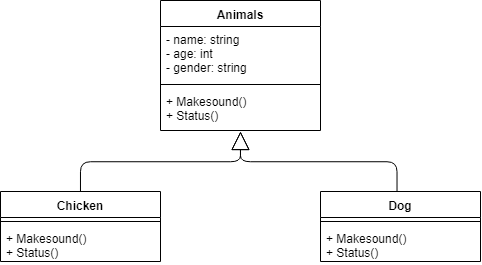 Animals
- name: string
- age: int
- gender: string
+ Makesound()
+ Status()
Chicken
+ Makesound()
+ Status()
Dog
+ Makesound()
+ Status()